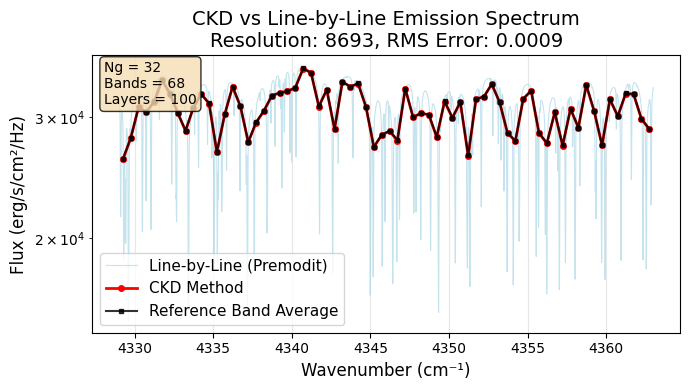 CKD vs Line-by-Line Emission Spectrum
Resolution: 8693, RMS Error: 0.0009
Ng = 32
Bands = 68
Layers = 100
Flux (erg/s/cm²/Hz)
3 × 10⁴
2 × 10⁴
Line-by-Line (Premodit)
CKD Method
Reference Band Average
4330 4335 4340 4345 4350 4355 4360
Wavenumber (cm⁻¹)